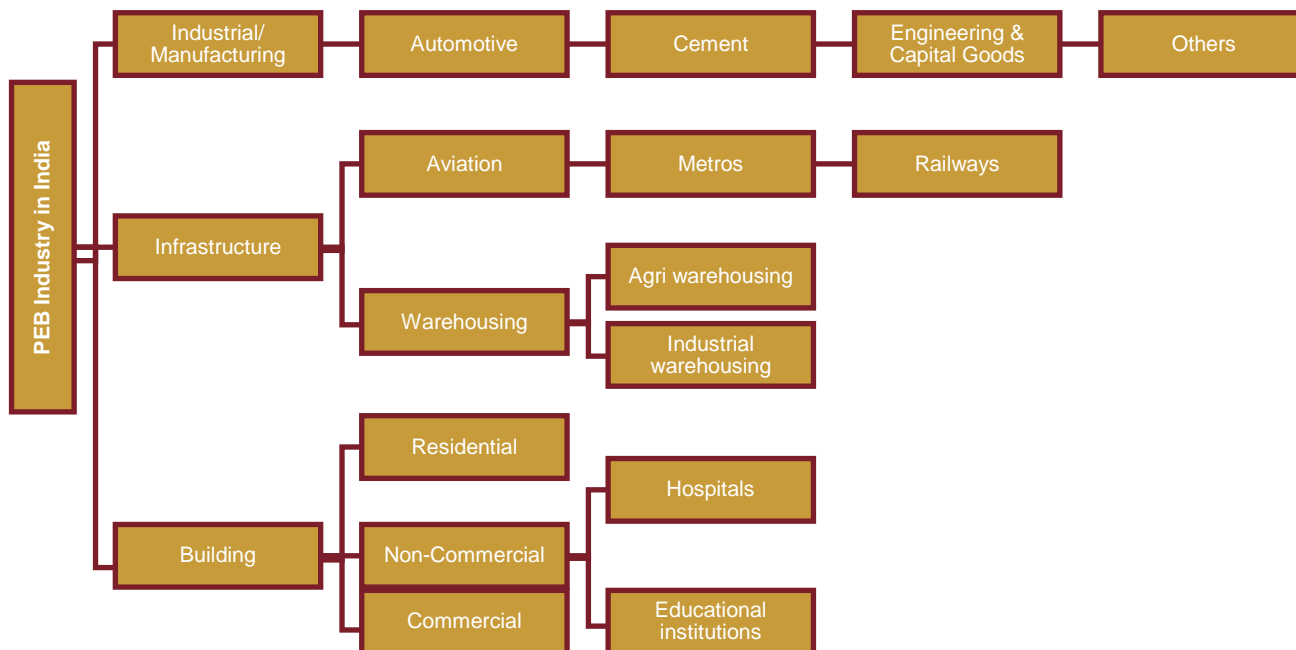 PEB Industry in India
Industrial/
Manufacturing
Automotive
Cement
Engineering &
Capital Goods
Others
Infrastructure
Aviation
Metros
Railways
Warehousing
Agri warehousing
Industrial
warehousing
Building
Residential
Non-Commercial
Hospitals
Educational
institutions
Commercial